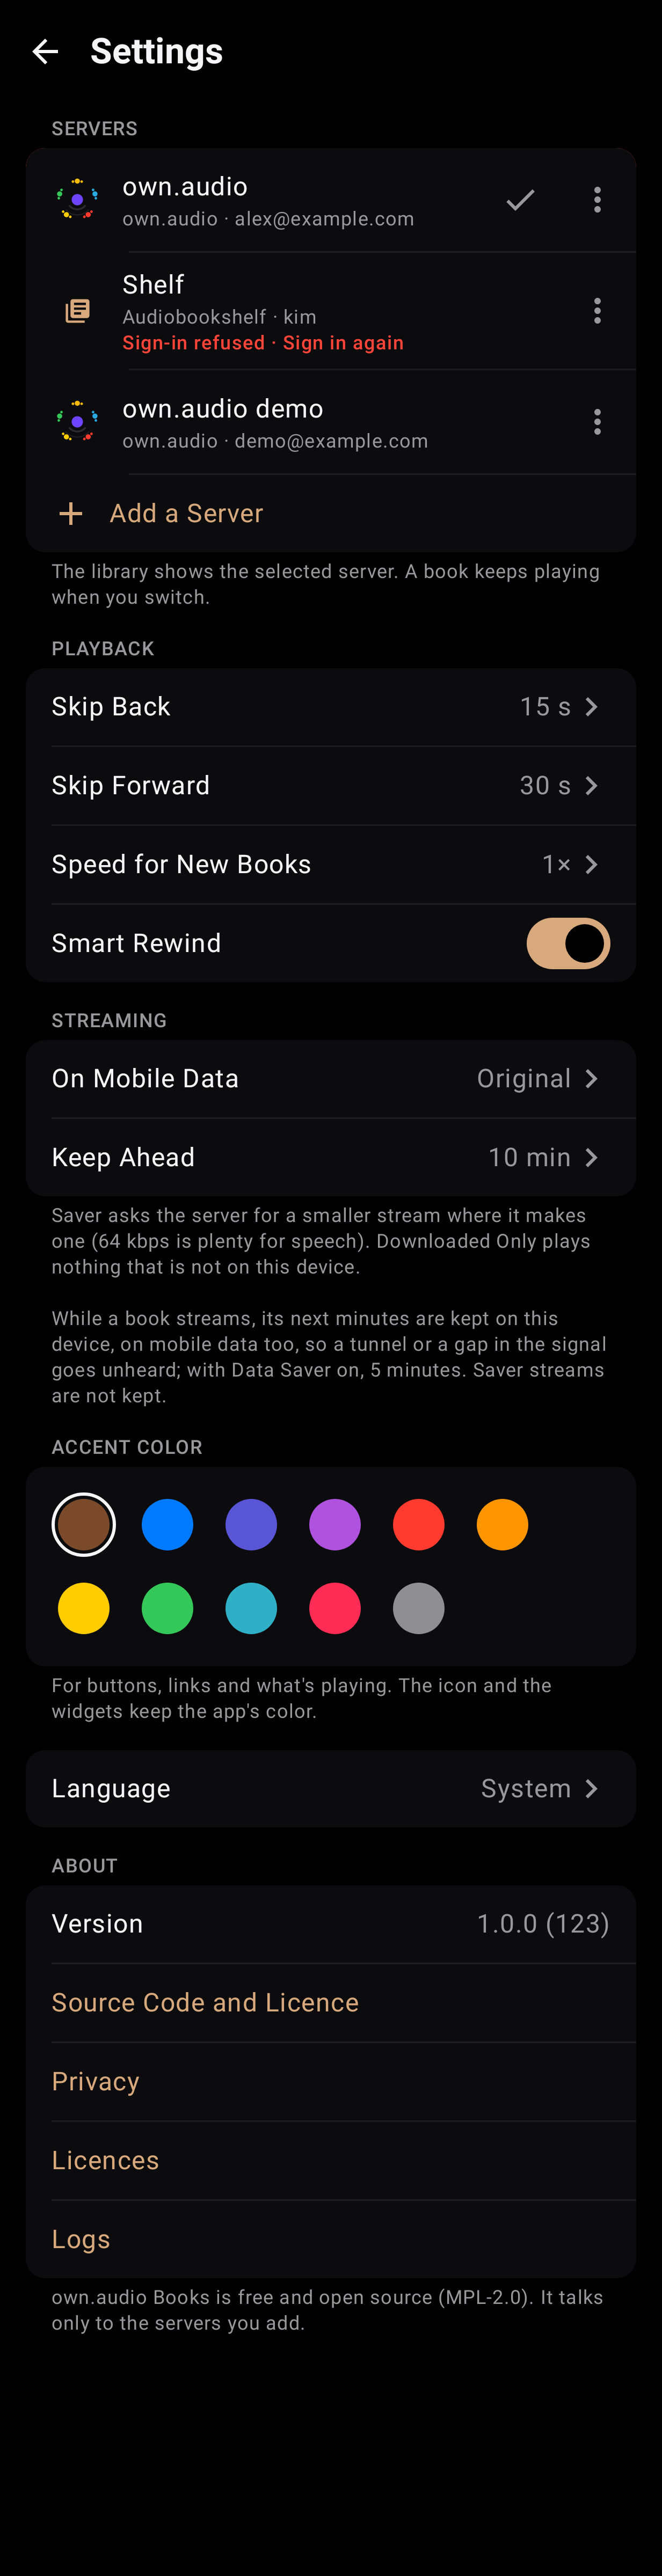 Settings
SERVERS
own.audio
own.audio · alex@example.com
Shelf
Audiobookshelf · kim
Sign-in refused · Sign in again
own.audio demo
own.audio · demo@example.com
Add a Server
The library shows the selected server. A book keeps playing
when you switch.
PLAYBACK
Skip Back 15 s
Skip Forward 30 s
Speed for New Books 1×
Smart Rewind
STREAMING
On Mobile Data Original
Keep Ahead 10 min
Saver asks the server for a smaller stream where it makes
one (64 kbps is plenty for speech). Downloaded Only plays
nothing that is not on this device.
While a book streams, its next minutes are kept on this
device, on mobile data too, so a tunnel or a gap in the signal
goes unheard; with Data Saver on, 5 minutes. Saver streams
are not kept.
ACCENT COLOR
For buttons, links and what's playing. The icon and the
widgets keep the app's color.
Language System
ABOUT
Version 1.0.0 (123)
Source Code and Licence
Privacy
Licences
Logs
own.audio Books is free and open source (MPL-2.0). It talks
only to the servers you add.